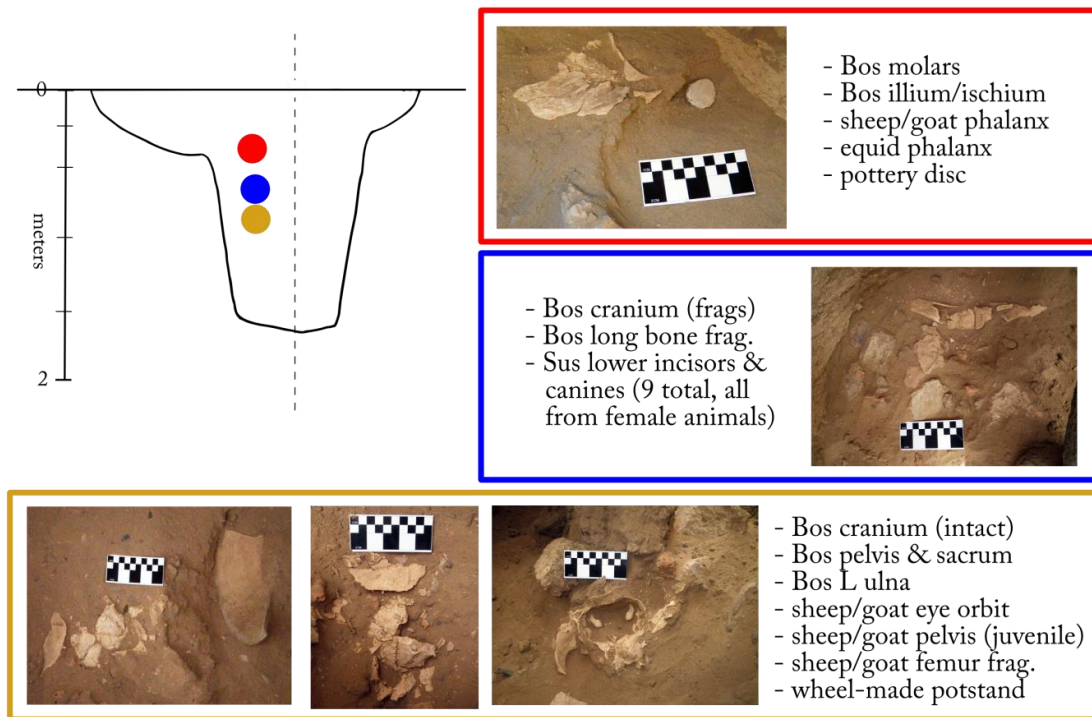 0
meters
2
- Bos molars
- Bos illium/ischium
- sheep/goat phalanx
- equid phalanx
- pottery disc
- Bos cranium (frags)
- Bos long bone frag.
- Sus lower incisors &
canines (9 total, all
from female animals)
- Bos cranium (intact)
- Bos pelvis & sacrum
- Bos L ulna
- sheep/goat eye orbit
- sheep/goat pelvis (juvenile)
- sheep/goat femur frag.
- wheel-made potstand